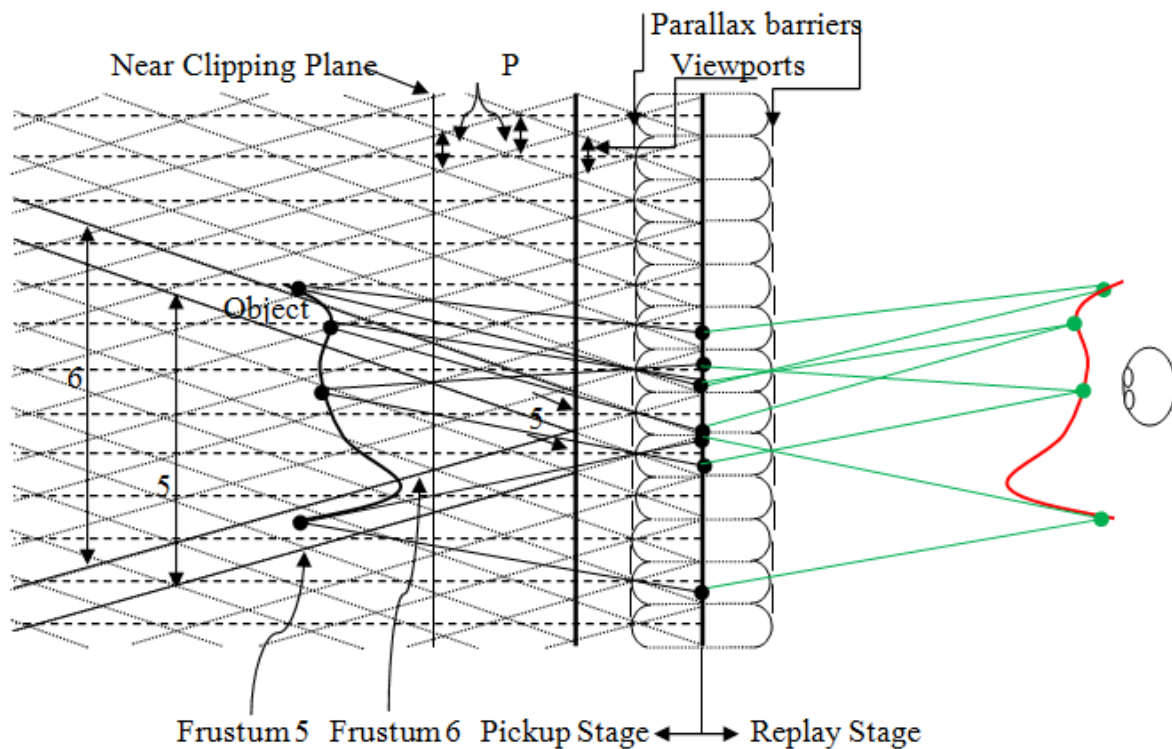 Parallax barriers
Near Clipping Plane
P
Viewports
Object
6
5
5
Frustum 5
Frustum 6
Pickup Stage
Replay Stage